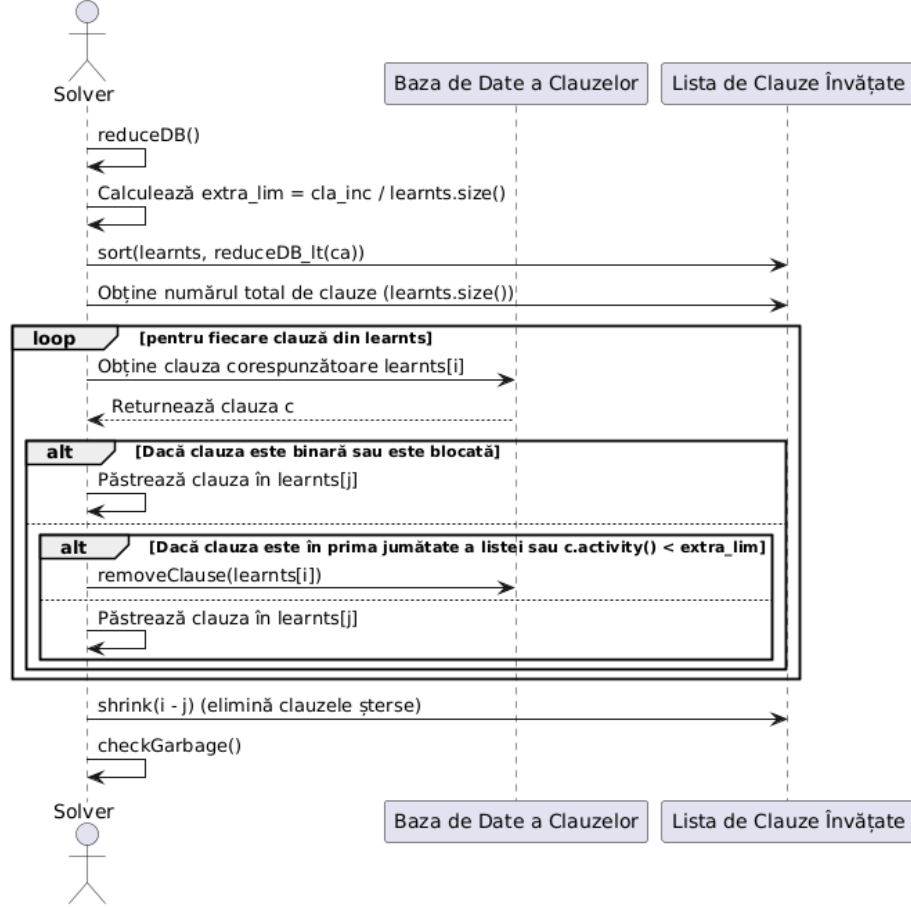 Solver
Baza de Date a Clauzelor
Lista de Clauze Învățate
reduceDB()
Calculează extra_lim = cla_inc / learnts.size()
sort(learnts, reduceDB_lt(ca))
Obține numărul total de clauze (learnts.size())
loop [pentru fiecare clauză din learnts]
Obține clauza corespunzătoare learnts[i]
Returnează clauza c
alt [Dacă clauza este binară sau este blocată]
Păstrează clauza în learnts[j]
alt [Dacă clauza este în prima jumătate a listei sau c.activity() < extra_lim]
removeClause(learnts[i])
Păstrează clauza în learnts[j]
shrink(i - j) (elimină clauzele șterse)
checkGarbage()
Solver
Baza de Date a Clauzelor
Lista de Clauze Învățate